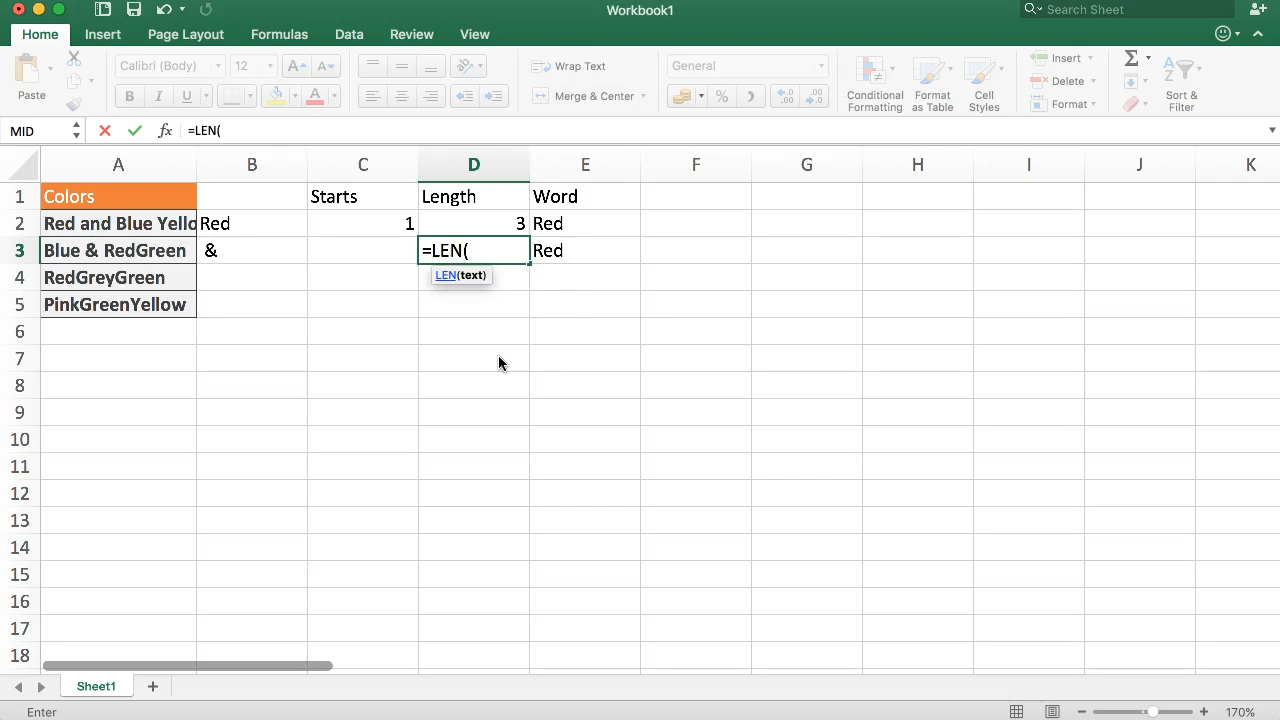 Workbook1
Search Sheet
Home Insert Page Layout Formulas Data Review View
Paste
Calibri (Body) 12
B I U
Wrap Text
Merge & Center
General
Conditional Formatting
Format as Table
Cell Styles
Insert
Delete
Format
Sort & Filter
MID fx =LEN(
A B C D E F G H I J K
1 Colors Starts Length Word
2 Red and Blue Yello Red 1 3 Red
3 Blue & RedGreen & =LEN( Red
4 RedGreyGreen LEN(text)
5 PinkGreenYellow
6
7
8
9
10
11
12
13
14
15
16
17
18
Sheet1
Enter 170%